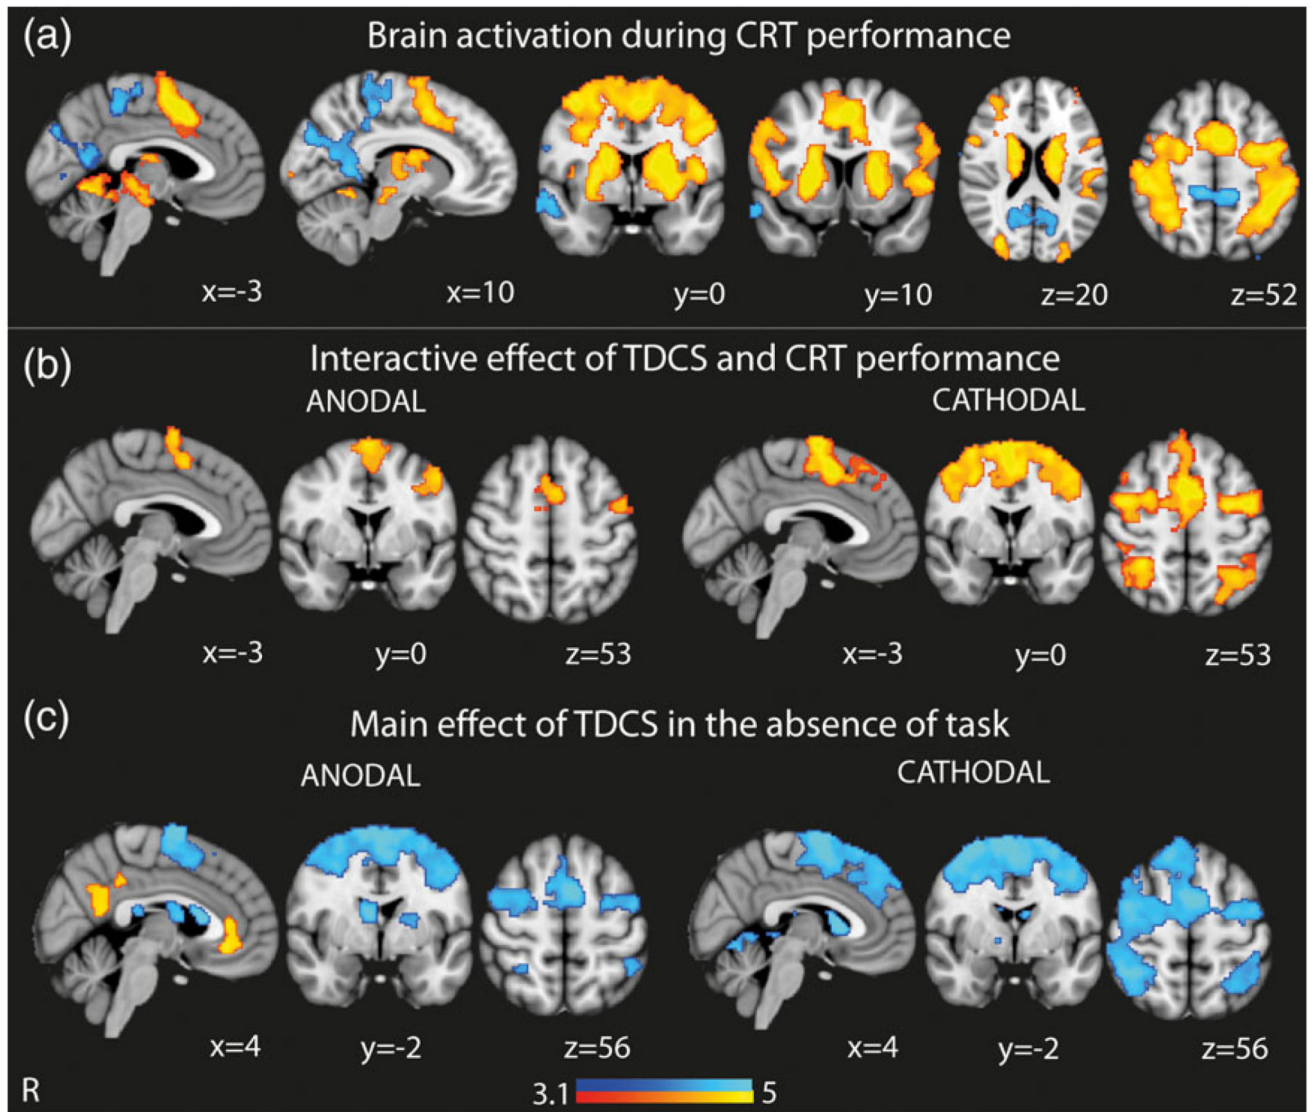 (a) Brain activation during CRT performance
x=-3 x=10 y=0 y=10 z=20 z=52
(b) Interactive effect of TDCS and CRT performance
ANODAL CATHODAL
x=-3 y=0 z=53 x=-3 y=0 z=53
(c) Main effect of TDCS in the absence of task
ANODAL CATHODAL
x=4 y=-2 z=56 x=4 y=-2 z=56
R 3.1 5